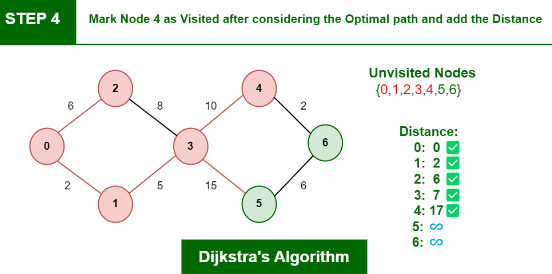 STEP 4
Mark Node 4 as Visited after considering the Optimal path and add the Distance
Unvisited Nodes
{0,1,2,3,4,5,6}
2
4
6
8
10
2
0
3
6
2
5
15
6
1
5
Distance:
0: 0 ✅
1: 2 ✅
2: 6 ✅
3: 7 ✅
4: 17 ✅
5: ∞
6: ∞
Dijkstra's Algorithm